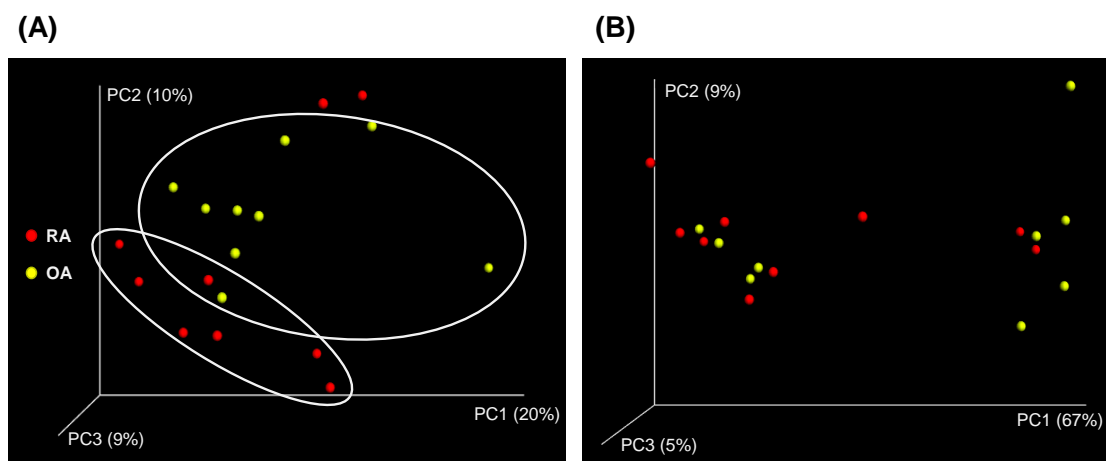 (A)
PC2 (10%)
RA
OA
PC1 (20%)
PC3 (9%)
(B)
PC2 (9%)
PC1 (67%)
PC3 (5%)